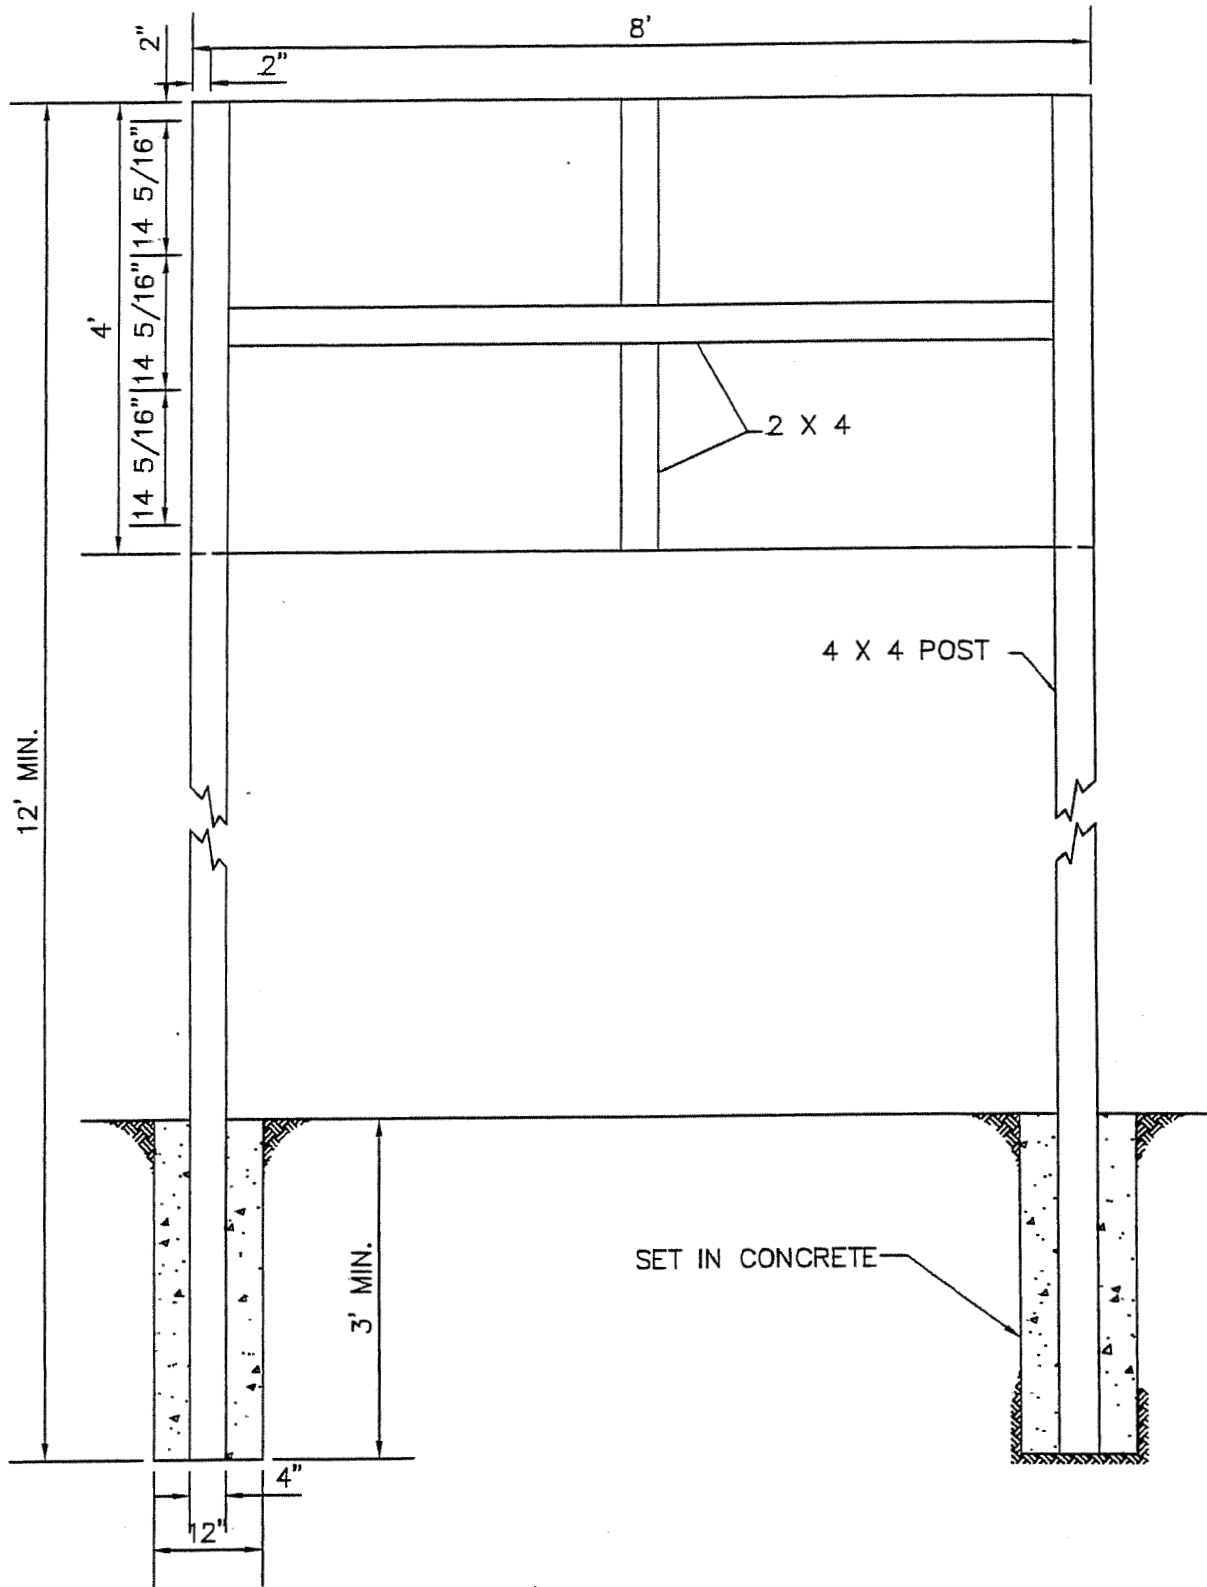 8'
2"
2"
14 5/16"
14 5/16"
14 5/16"
4'
2 X 4
4 X 4 POST
12' MIN.
3' MIN.
SET IN CONCRETE
4"
12"